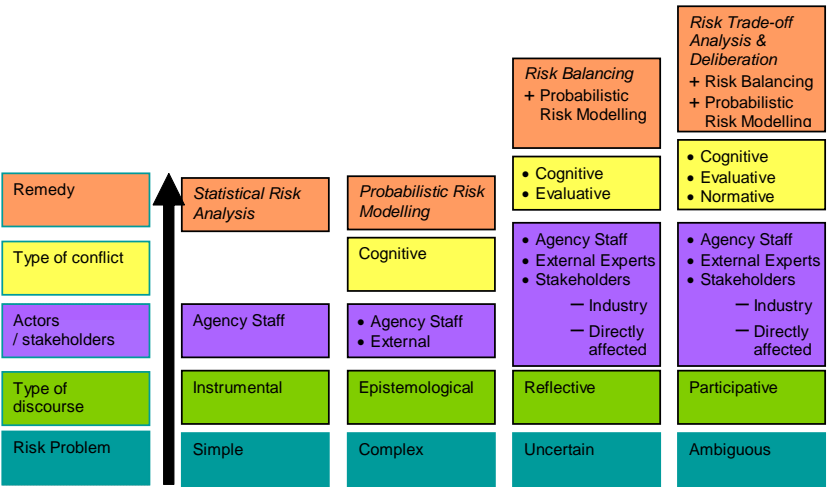 Remedy
Type of conflict
Actors
/ stakeholders
Type of
discourse
Risk Problem
Statistical Risk
Analysis
Agency Staff
Instrumental
Simple
Probabilistic Risk
Modelling
Cognitive
• Agency Staff
• External
Epistemological
Complex
Risk Balancing
+ Probabilistic
Risk Modelling
• Cognitive
• Evaluative
• Agency Staff
• External Experts
• Stakeholders
– Industry
– Directly
affected
Reflective
Uncertain
Risk Trade-off
Analysis &
Deliberation
+ Risk Balancing
+ Probabilistic
Risk Modelling
• Cognitive
• Evaluative
• Normative
• Agency Staff
• External Experts
• Stakeholders
– Industry
– Directly
affected
Participative
Ambiguous